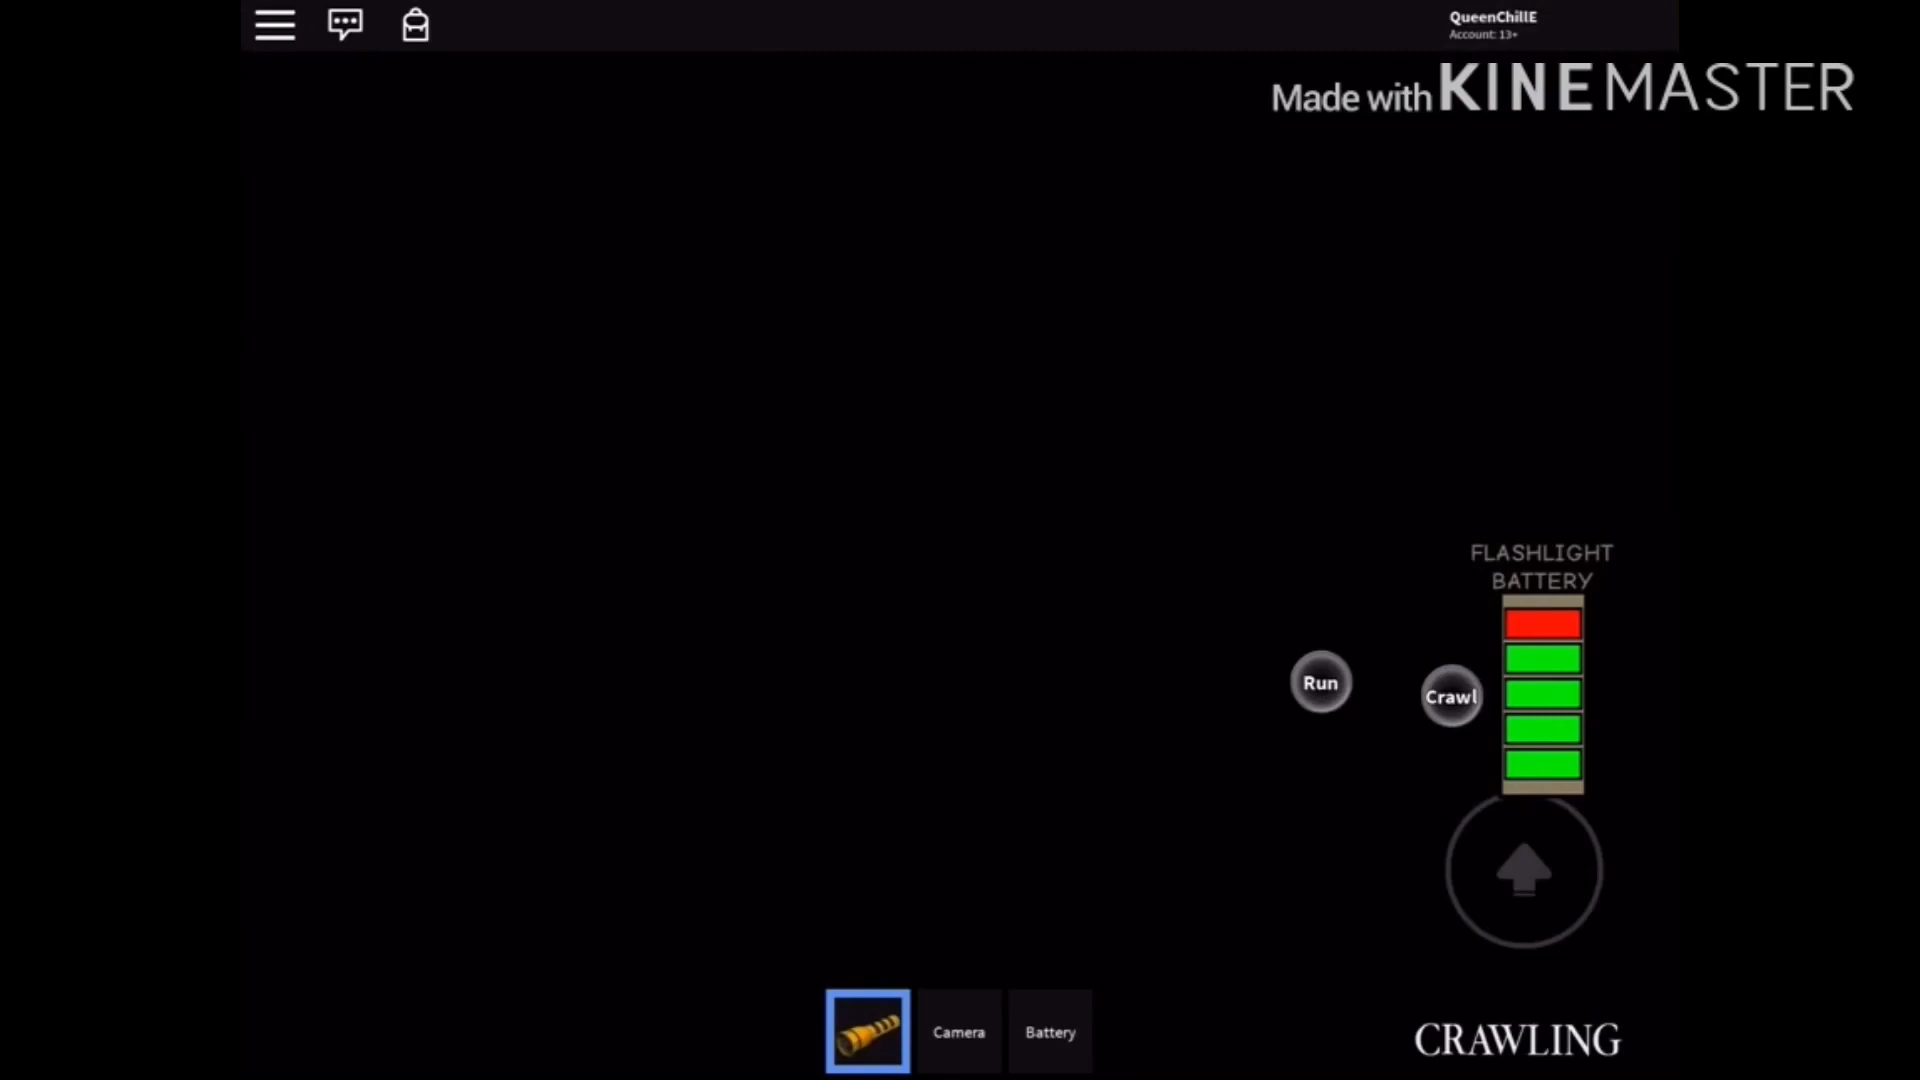 QueenChillE
Account: 13+
Made with KINEMASTER
FLASHLIGHT
BATTERY
Run
Crawl
Camera
Battery
CRAWLING